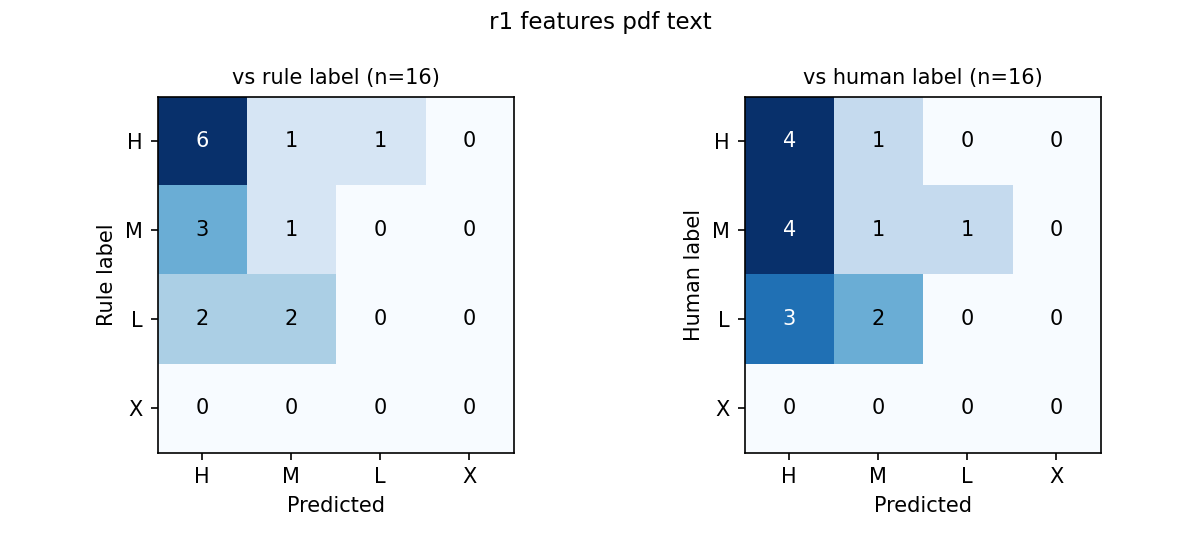 r1 features pdf text
vs rule label (n=16)
Rule label
H 6 1 1 0
M 3 1 0 0
L 2 2 0 0
X 0 0 0 0
H M L X
Predicted
vs human label (n=16)
Human label
H 4 1 0 0
M 4 1 1 0
L 3 2 0 0
X 0 0 0 0
H M L X
Predicted